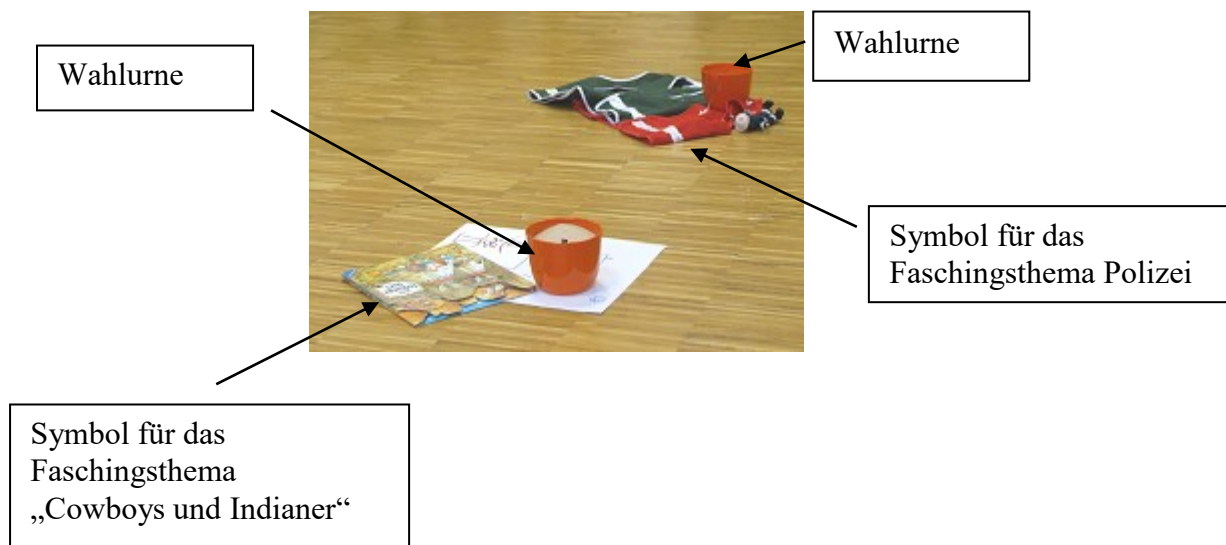 Wahlurne
Wahlurne
Symbol für das
Faschingsthema Polizei
Symbol für das
Faschingsthema
„Cowboys und Indianer“